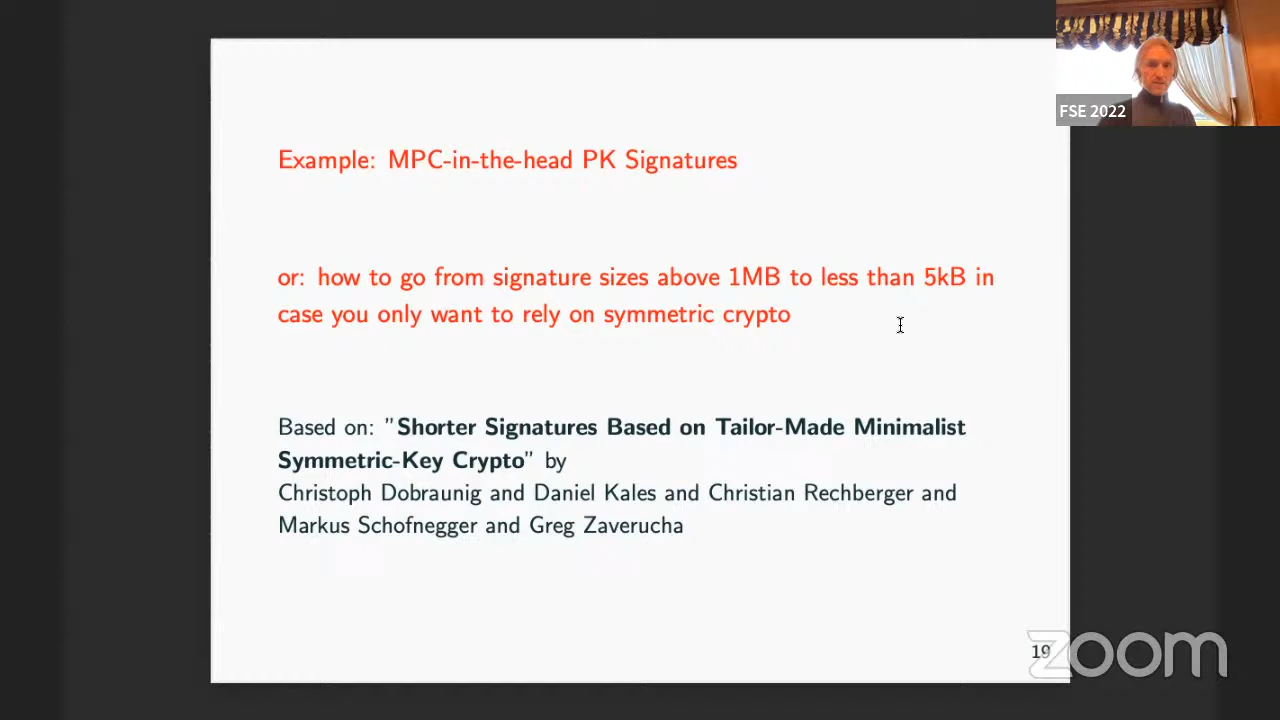 FSE 2022
Example: MPC-in-the-head PK Signatures
or: how to go from signature sizes above 1MB to less than 5kB in
case you only want to rely on symmetric crypto
Based on: "Shorter Signatures Based on Tailor-Made Minimalist
Symmetric-Key Crypto" by
Christoph Dobraunig and Daniel Kales and Christian Rechberger and
Markus Schofnegger and Greg Zaverucha
19
zoom